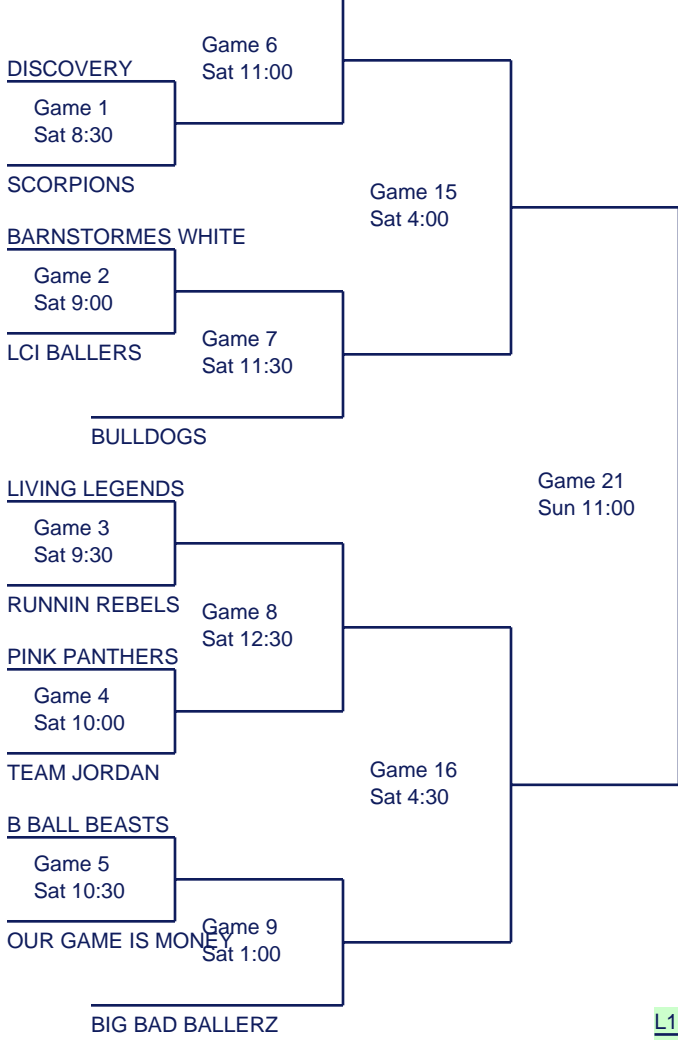 Game 6
Sat 11:00
DISCOVERY
Game 1
Sat 8:30
SCORPIONS
Game 15
Sat 4:00
BARNSTORMES WHITE
Game 2
Sat 9:00
LCI BALLERS
Game 7
Sat 11:30
BULLDOGS
Game 21
Sun 11:00
LIVING LEGENDS
Game 3
Sat 9:30
RUNNIN REBELS
Game 8
Sat 12:30
PINK PANTHERS
Game 4
Sat 10:00
TEAM JORDAN
Game 16
Sat 4:30
B BALL BEASTS
Game 5
Sat 10:30
OUR GAME IS MONEY
Game 9
Sat 1:00
BIG BAD BALLERZ
L1